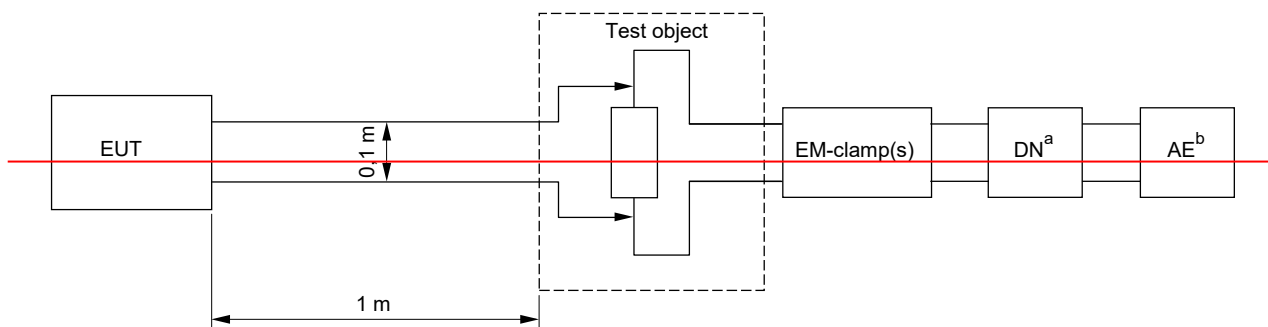 Test object
EUT
0,1 m
EM-clamp(s)
DNᵃ
AEᵇ
1 m